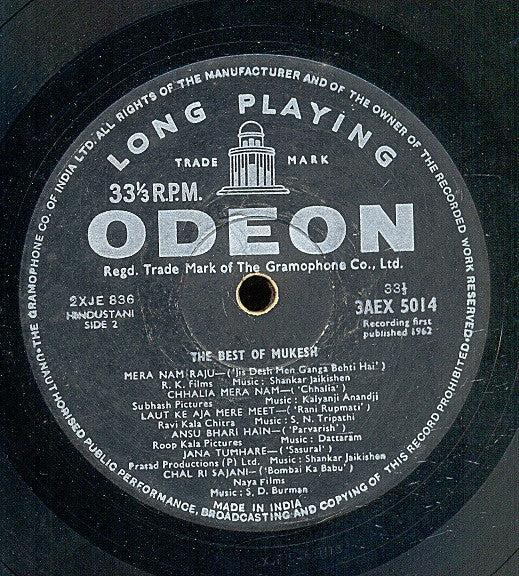 THE GRAMOPHONE CO. OF INDIA LTD. ALL RIGHTS OF THE MANUFACTURER AND OF THE OWNER OF THE RECORDED WORK RESERVED. UNAUTHORISED PUBLIC PERFORMANCE, BROADCASTING AND COPYING OF THIS RECORD PROHIBITED.
LONG PLAYING
TRADE MARK
33⅓ R.P.M.
ODEON
Regd. Trade Mark of The Gramophone Co., Ltd.
2XJE 836
HINDUSTANI
SIDE 2
33⅓
3AEX 5014
Recording first
published 1962
THE BEST OF MUKESH
MERA NAM RAJU—('Jis Desh Men Ganga Behti Hai')
R. K. Films Music: Shankar Jaikishen
CHHALIA MERA NAM—('Chhalia')
Subhash Pictures Music: Kalyanji Anandji
LAUT KE AJA MERE MEET—('Rani Rupmati')
Ravi Kala Chitra Music: S. N. Tripathi
ANSU BHARI HAIN—('Parvarish')
Roop Kala Pictures Music: Dattaram
JANA TUMHARE—('Sasural')
Prasad Productions (P) Ltd. Music: Shankar Jaikishen
CHAL RI SAJANI—('Bombai Ka Babu')
Naya Films
Music: S. D. Burman
MADE IN INDIA